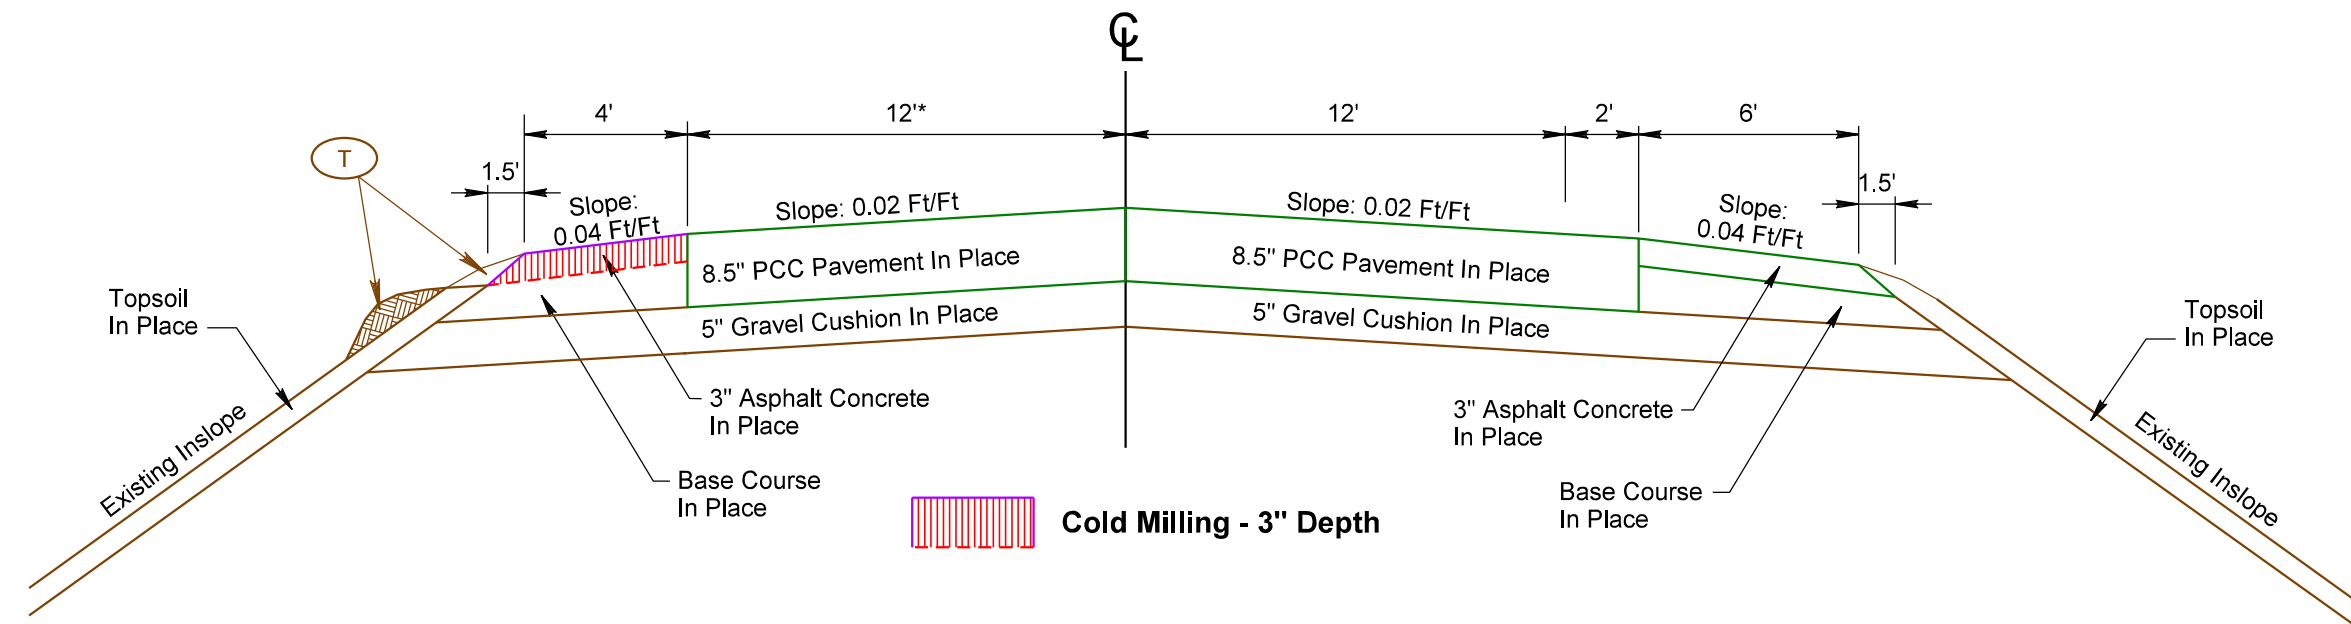 ℄
4'
12'*
12'
2'
6'
T
1.5'
1.5'
Slope:
0.04 Ft/Ft
Slope: 0.02 Ft/Ft
Slope: 0.02 Ft/Ft
Slope:
0.04 Ft/Ft
8.5" PCC Pavement In Place
8.5" PCC Pavement In Place
5" Gravel Cushion In Place
5" Gravel Cushion In Place
Topsoil
In Place
Topsoil
In Place
Existing Inslope
Existing Inslope
3" Asphalt Concrete
In Place
3" Asphalt Concrete
In Place
Base Course
In Place
Base Course
In Place
Cold Milling - 3" Depth